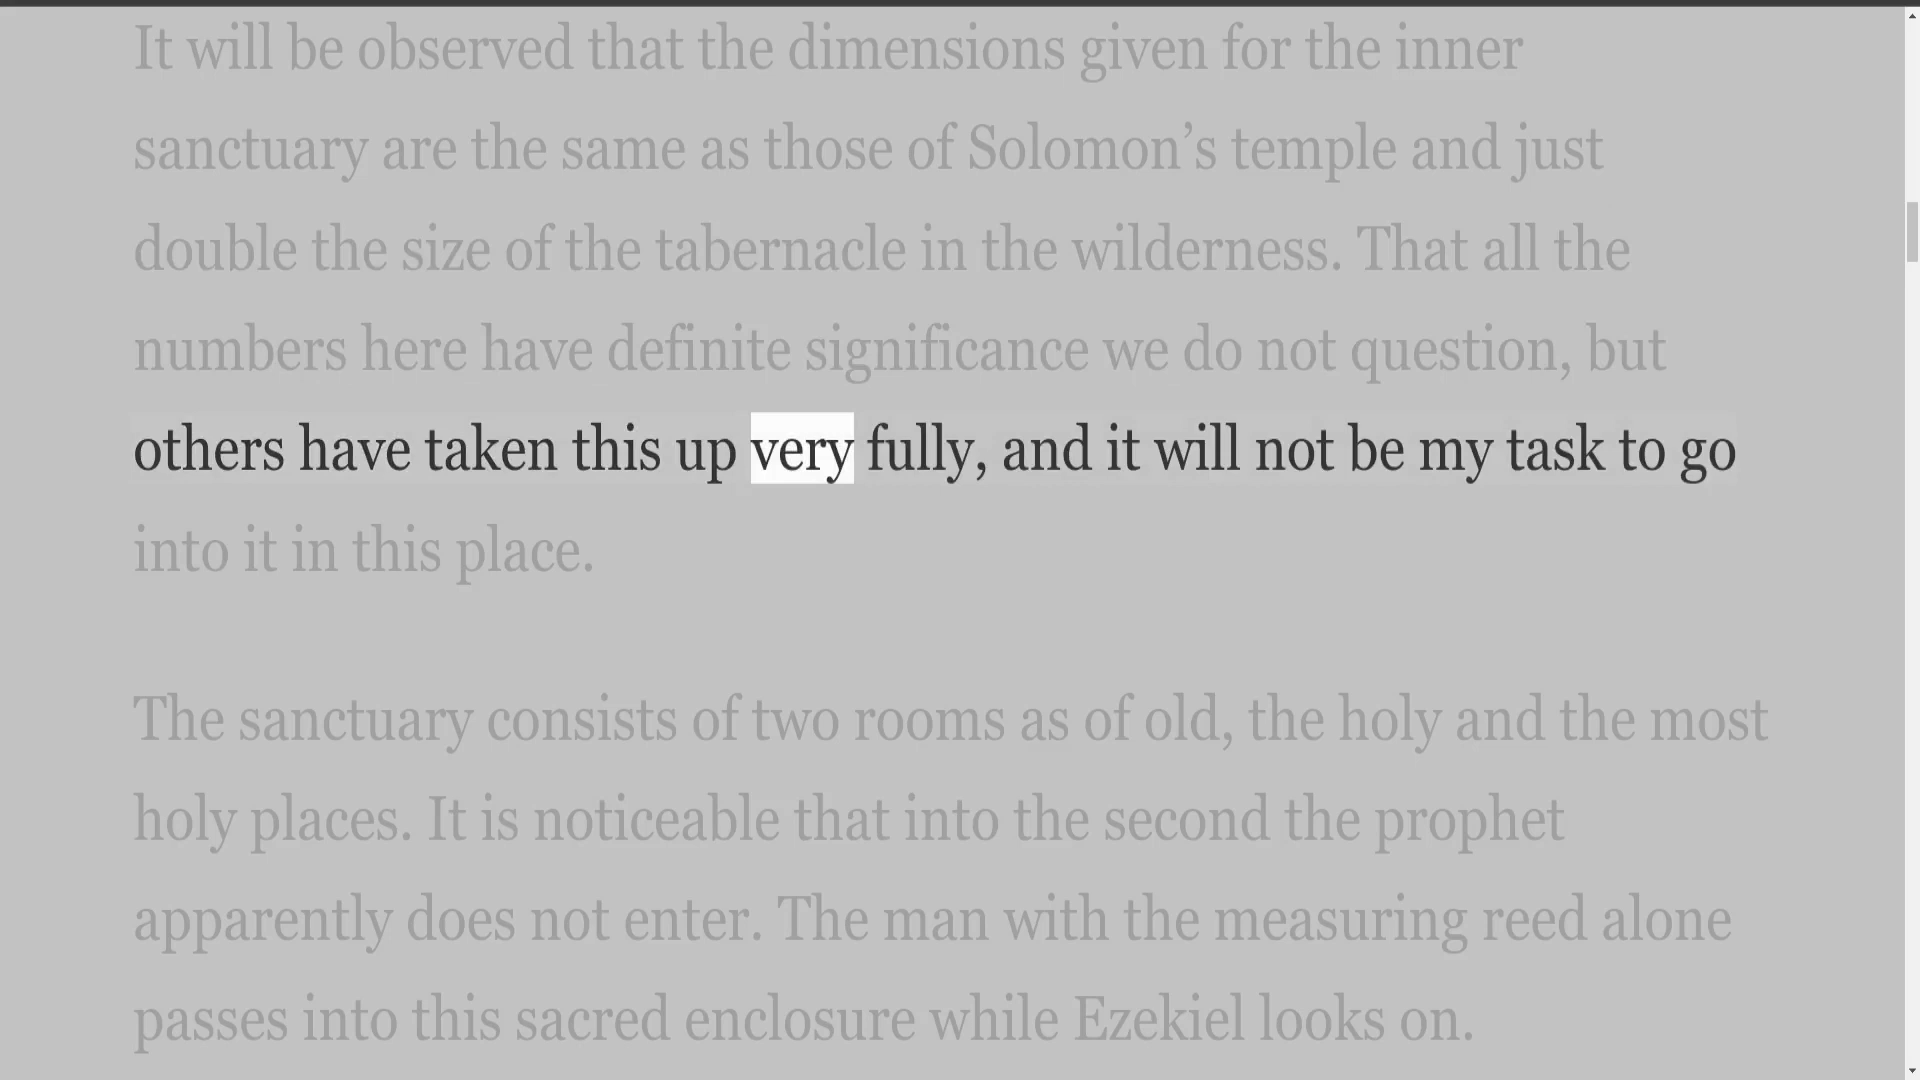 It will be observed that the dimensions given for the inner
sanctuary are the same as those of Solomon’s temple and just
double the size of the tabernacle in the wilderness. That all the
numbers here have definite significance we do not question, but
others have taken this up very fully, and it will not be my task to go
into it in this place.
The sanctuary consists of two rooms as of old, the holy and the most
holy places. It is noticeable that into the second the prophet
apparently does not enter. The man with the measuring reed alone
passes into this sacred enclosure while Ezekiel looks on.